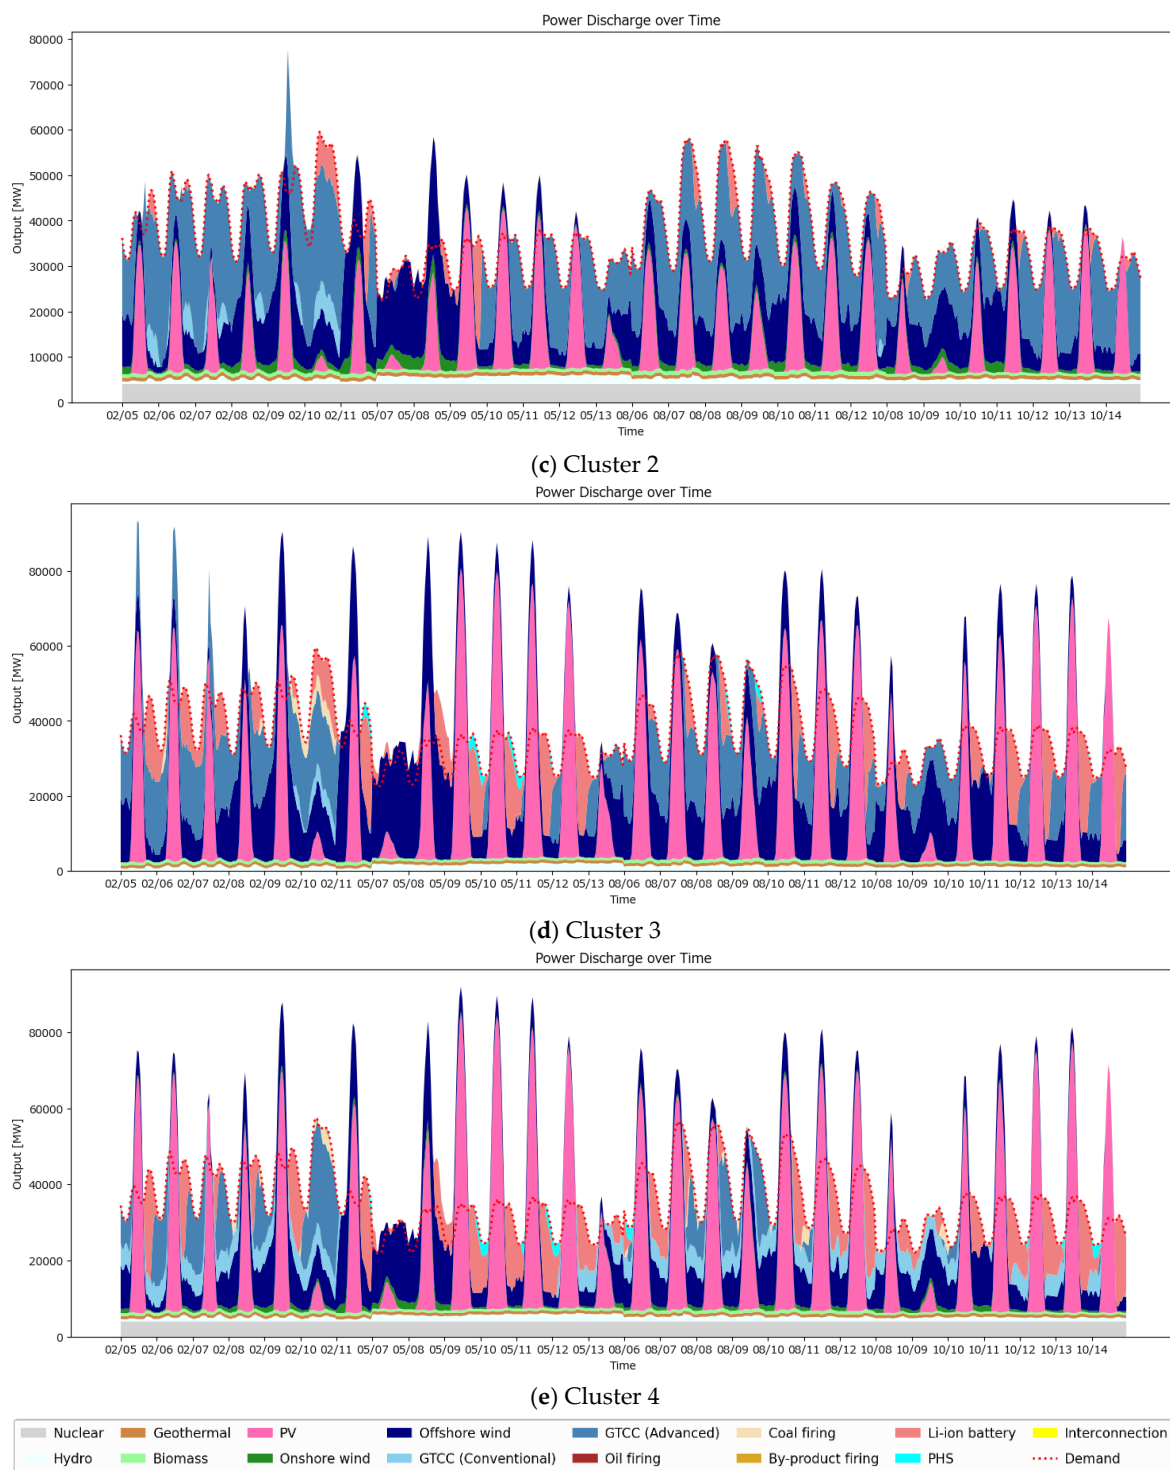 Power Discharge over Time
80000
70000
60000
50000
40000
30000
20000
10000
0
Output [MW]
02/05 02/06 02/07 02/08 02/09 02/10 02/11 05/07 05/08 05/09 05/10 05/11 05/12 05/13 08/06 08/07 08/08 08/09 08/10 08/11 08/12 10/08 10/09 10/10 10/11 10/12 10/13 10/14
Time
(c) Cluster 2
Power Discharge over Time
80000
60000
40000
20000
0
Output [MW]
02/05 02/06 02/07 02/08 02/09 02/10 02/11 05/07 05/08 05/09 05/10 05/11 05/12 05/13 08/06 08/07 08/08 08/09 08/10 08/11 08/12 10/08 10/09 10/10 10/11 10/12 10/13 10/14
Time
(d) Cluster 3
Power Discharge over Time
80000
60000
40000
20000
0
Output [MW]
02/05 02/06 02/07 02/08 02/09 02/10 02/11 05/07 05/08 05/09 05/10 05/11 05/12 05/13 08/06 08/07 08/08 08/09 08/10 08/11 08/12 10/08 10/09 10/10 10/11 10/12 10/13 10/14
Time
(e) Cluster 4
Nuclear Geothermal PV Offshore wind GTCC (Advanced) Coal firing Li-ion battery Interconnection
Hydro Biomass Onshore wind GTCC (Conventional) Oil firing By-product firing PHS Demand